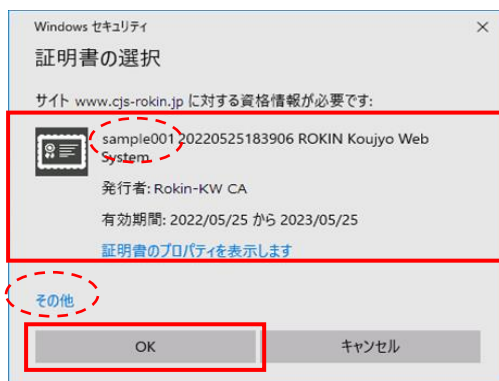 Windows セキュリティ
証明書の選択
サイト www.cjs-rokin.jp に対する資格情報が必要です:
sample001 20220525183906 ROKIN Koujyo Web
System
発行者: Rokin-KW CA
有効期間: 2022/05/25 から 2023/05/25
証明書のプロパティを表示します
その他
OK
キャンセル